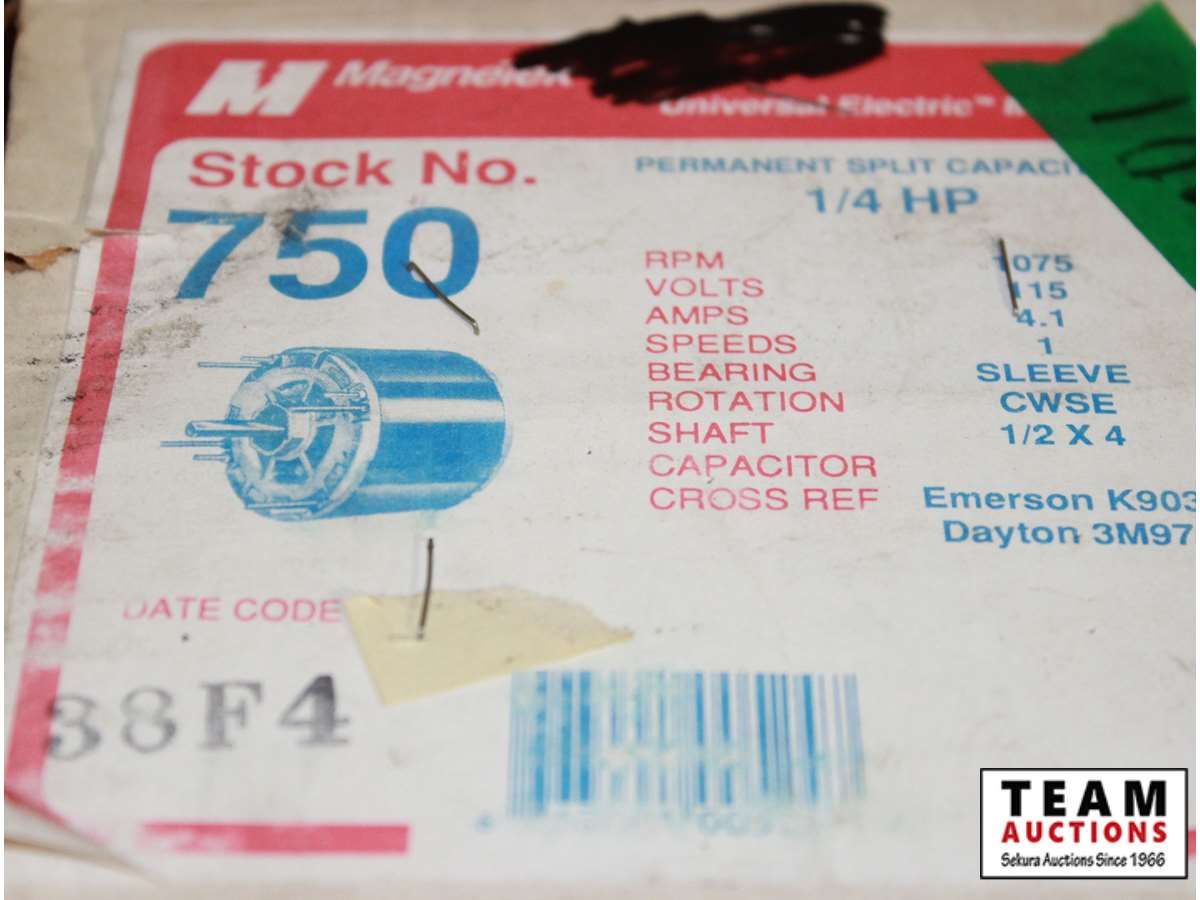 Magnetek
Universal Electric™
Stock No.
750
PERMANENT SPLIT
1/4 HP
RPM 1075
VOLTS 115
AMPS 4.1
SPEEDS 1
BEARING SLEEVE
ROTATION CWSE
SHAFT 1/2 X 4
CAPACITOR
CROSS REF Emerson K903
Dayton 3M97
DATE CODE
38F4
TEAM
AUCTIONS
Sekura Auctions Since 1966